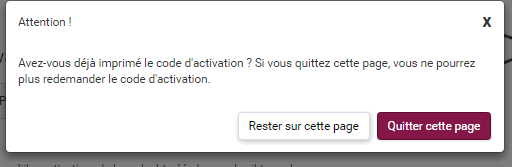 Attention !
X
Avez-vous déjà imprimé le code d'activation ? Si vous quittez cette page, vous ne pourrez
plus redemander le code d'activation.
Rester sur cette page
Quitter cette page